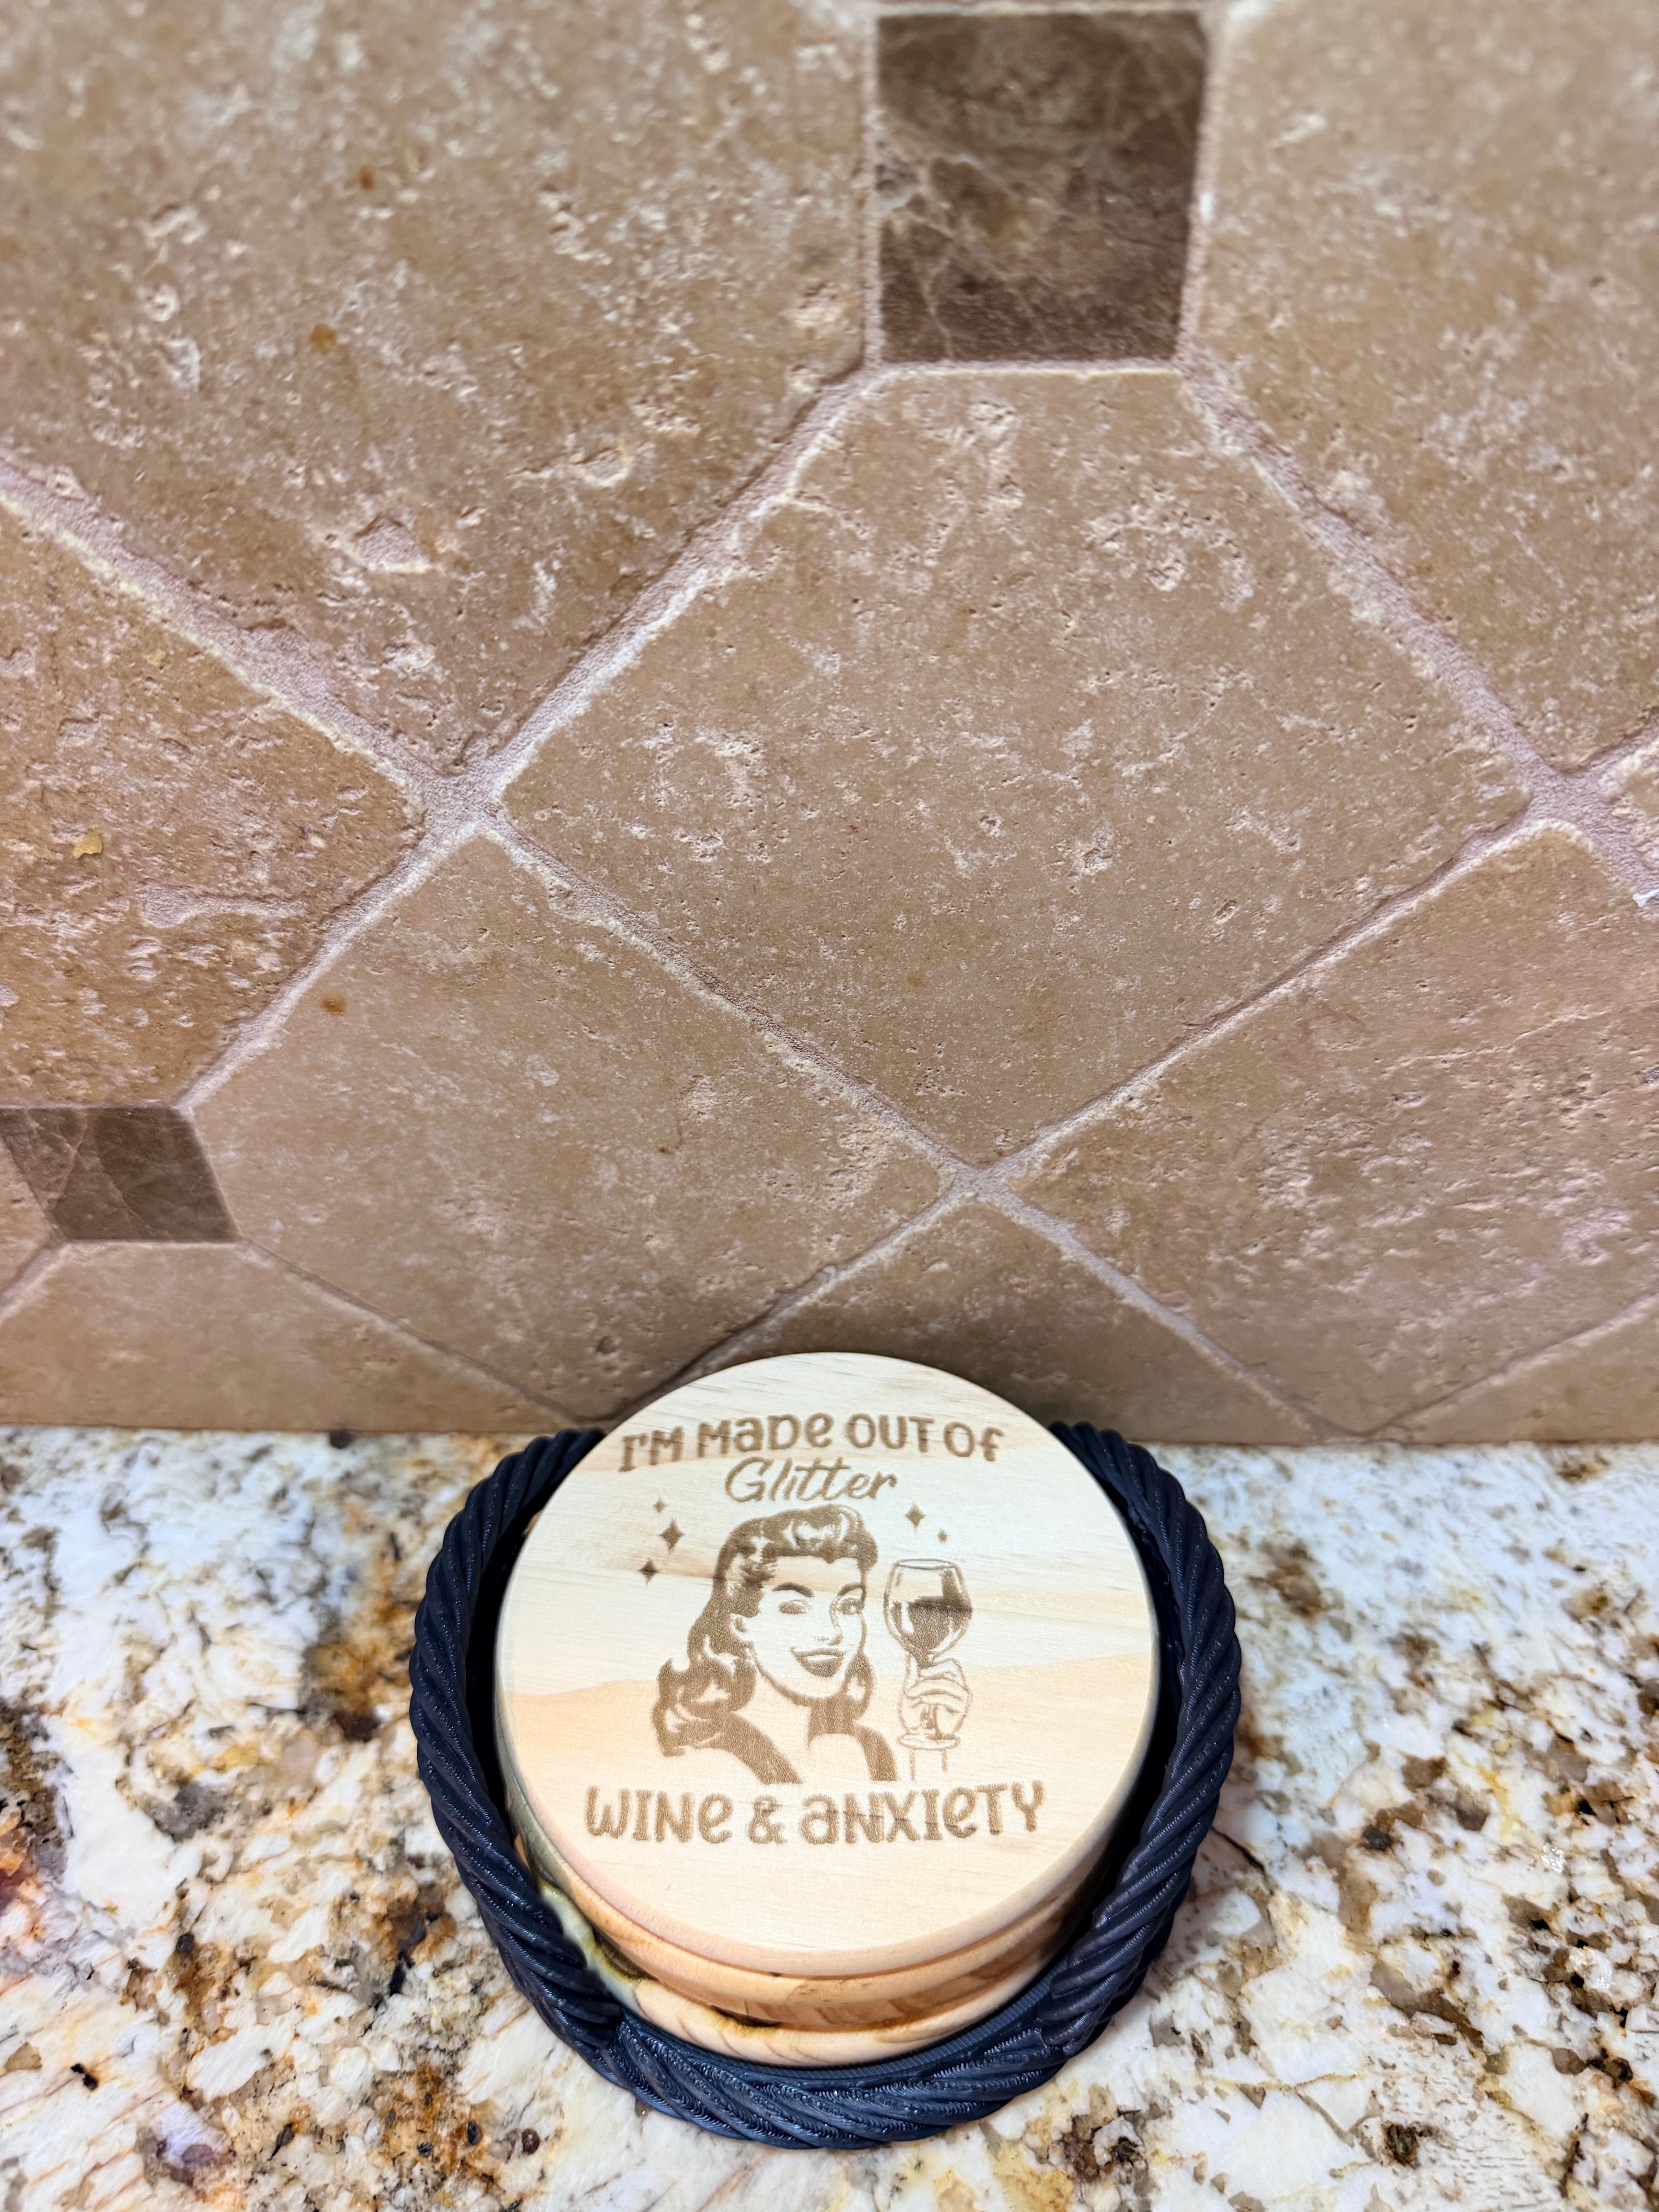 I'M MADE OUT OF
Glitter
WINE & ANXIETY